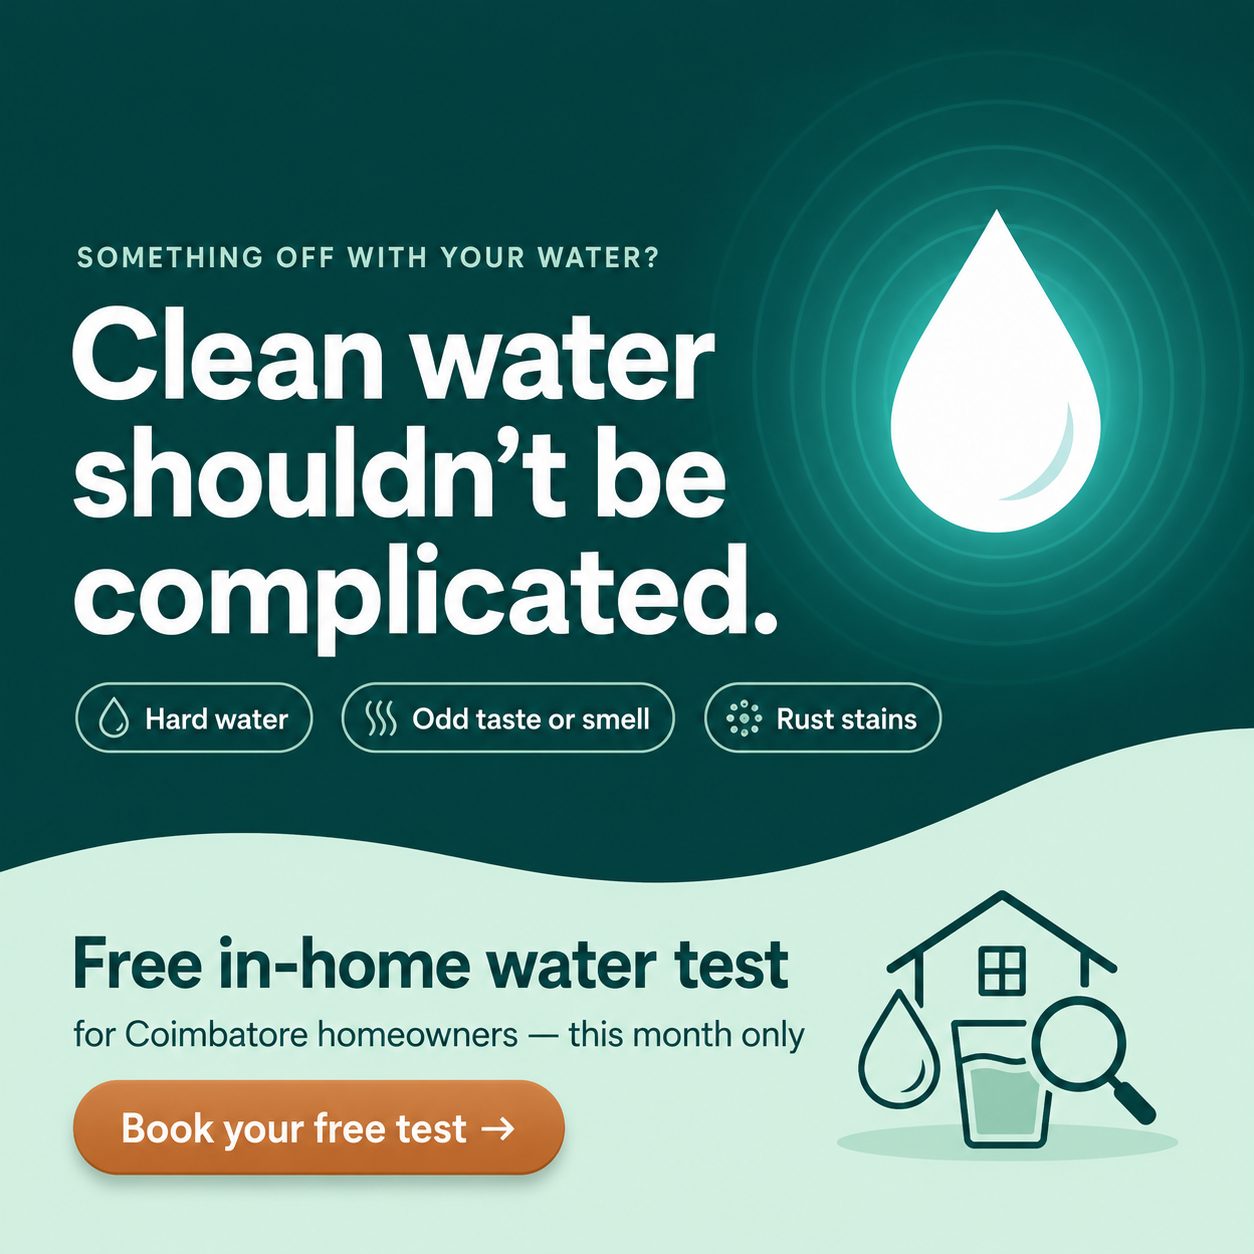 SOMETHING OFF WITH YOUR WATER?
Clean water
shouldn’t be
complicated.
Hard water
Odd taste or smell
Rust stains
Free in-home water test
for Coimbatore homeowners — this month only
Book your free test →